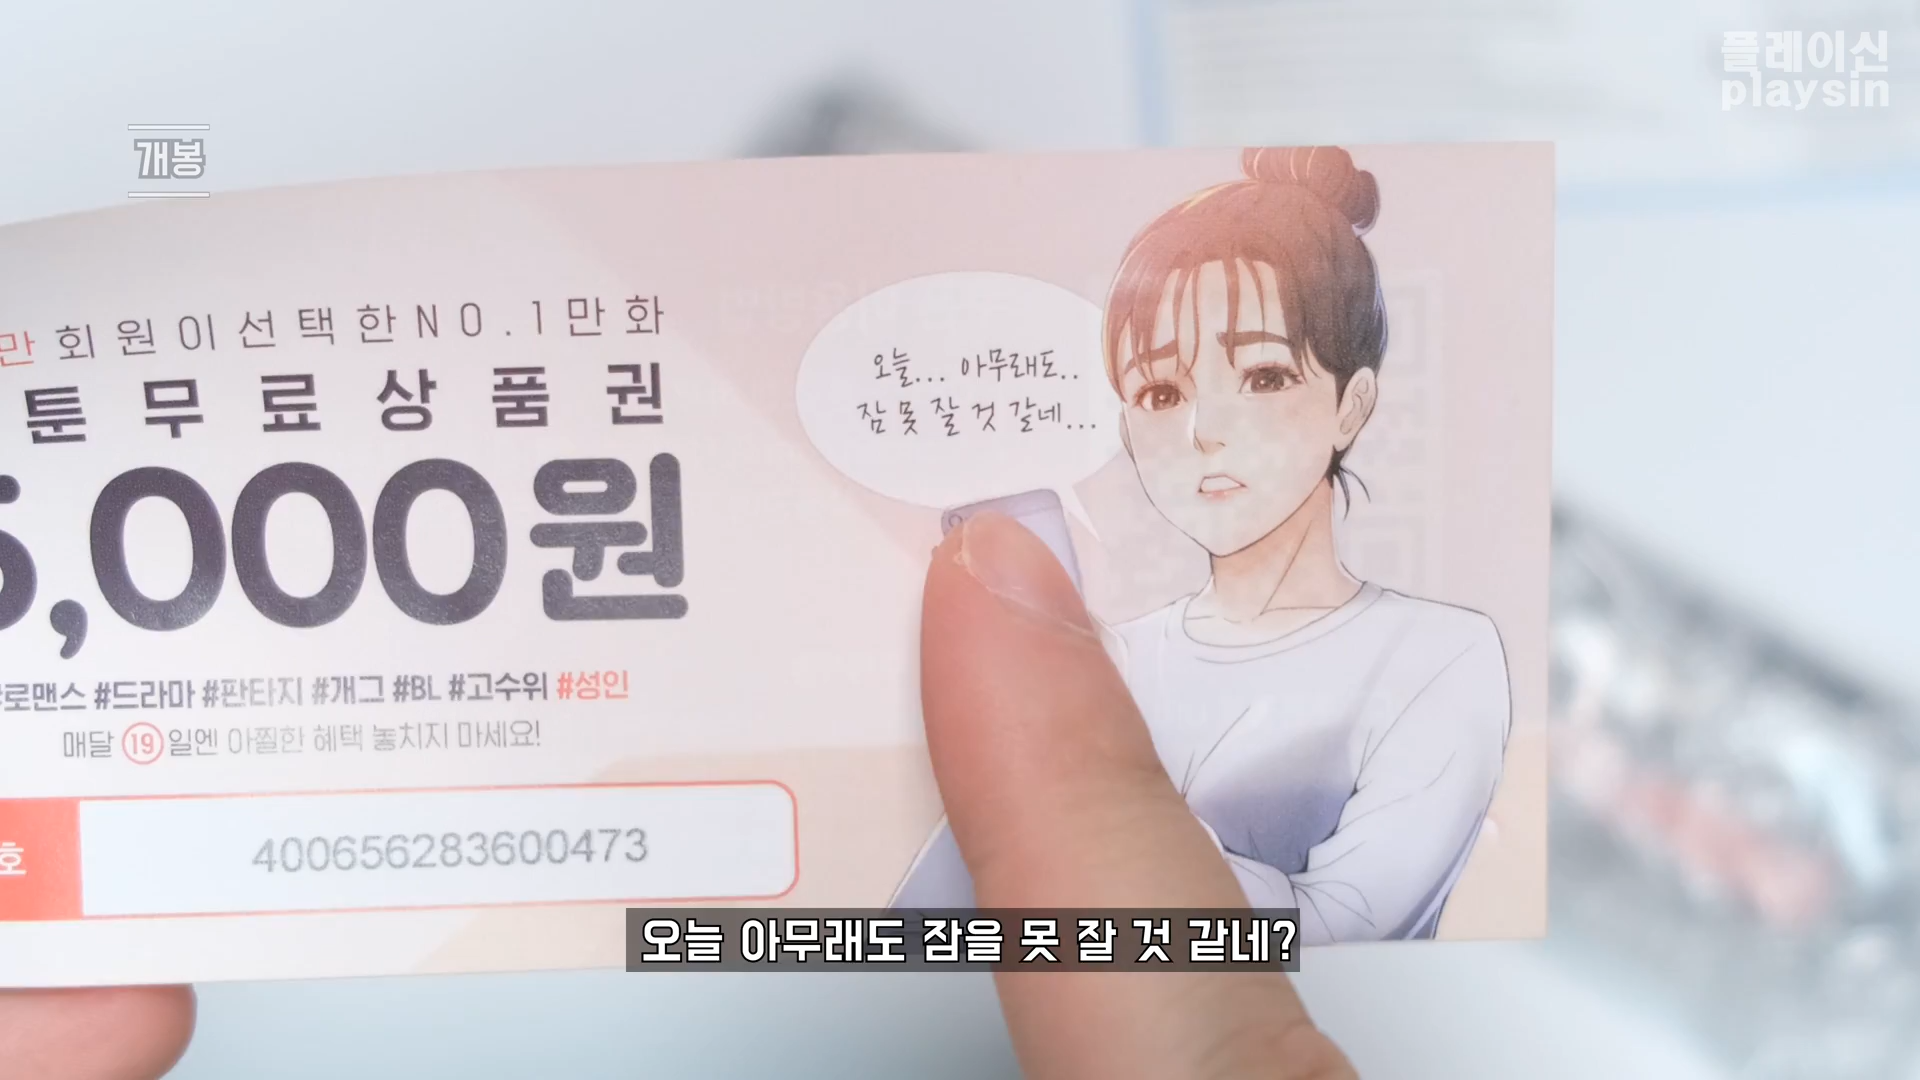 플레이신
playsin
개봉
만 회원이 선택한 NO.1 만화
툰 무료 상품권
5,000원
오늘... 아무래도..
잠 못 잘 것 같네...
#로맨스 #드라마 #판타지 #개그 #BL #고수위 #성인
매달 19일엔 아찔한 혜택 놓치지 마세요!
호
400656283600473
오늘 아무래도 잠을 못 잘 것 같네?